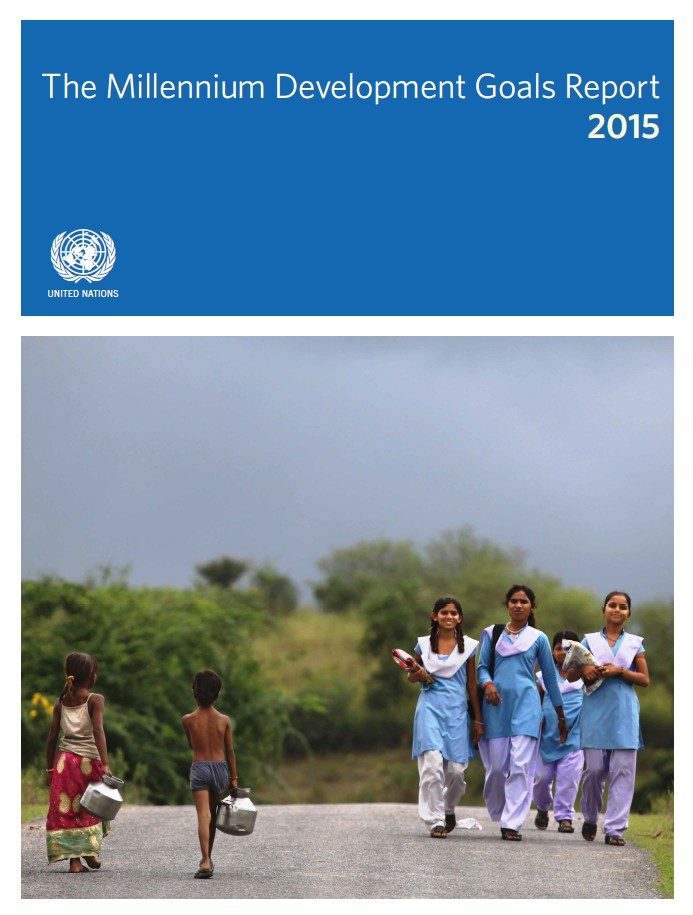 The Millennium Development Goals Report
2015
UNITED NATIONS